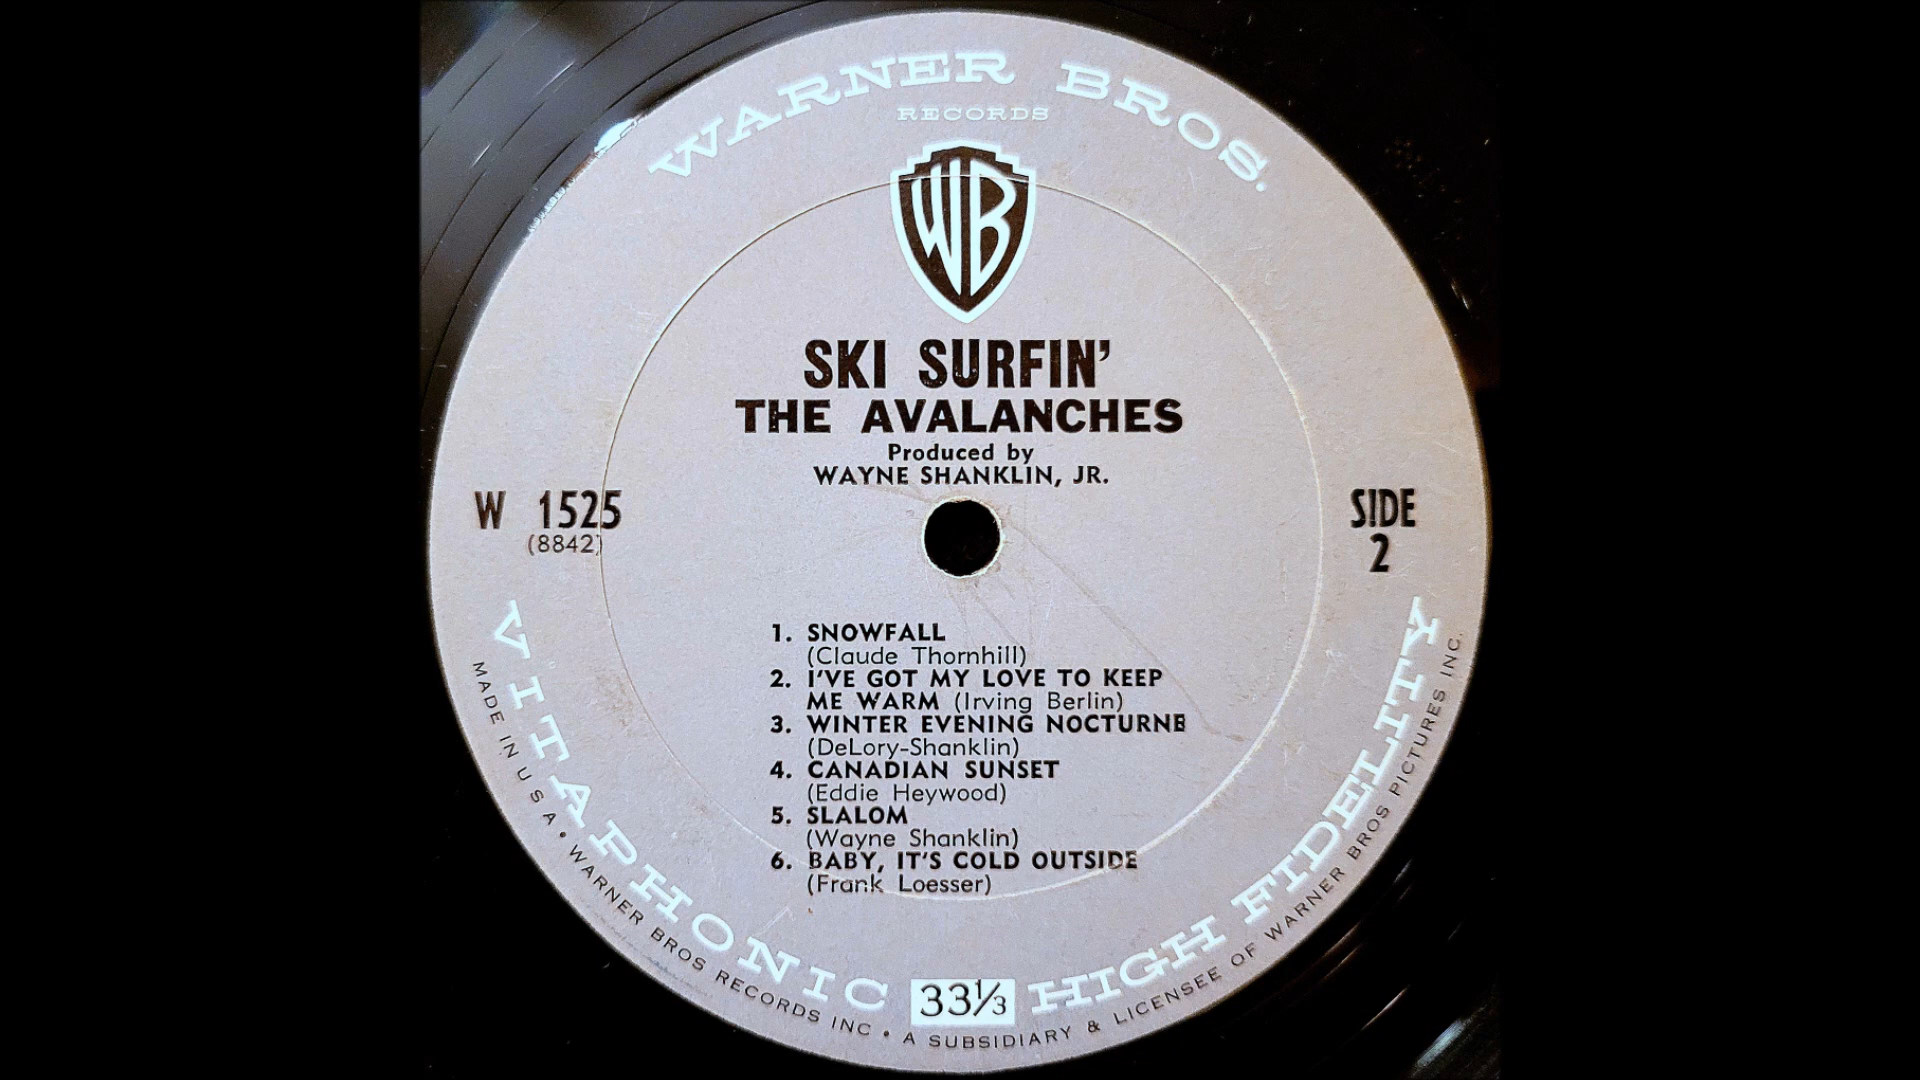 WARNER BROS.
RECORDS
WB
SKI SURFIN'
THE AVALANCHES
Produced by
WAYNE SHANKLIN, JR.
W 1525
(8842)
SIDE
2
1. SNOWFALL
(Claude Thornhill)
2. I'VE GOT MY LOVE TO KEEP
ME WARM (Irving Berlin)
3. WINTER EVENING NOCTURNE
(DeLory-Shanklin)
4. CANADIAN SUNSET
(Eddie Heywood)
5. SLALOM
(Wayne Shanklin)
6. BABY, IT'S COLD OUTSIDE
(Frank Loesser)
VITAPHONIC 33⅓ HIGH FIDELITY
MADE IN U S A • WARNER BROS RECORDS INC • A SUBSIDIARY & LICENSEE OF WARNER BROS PICTURES INC.